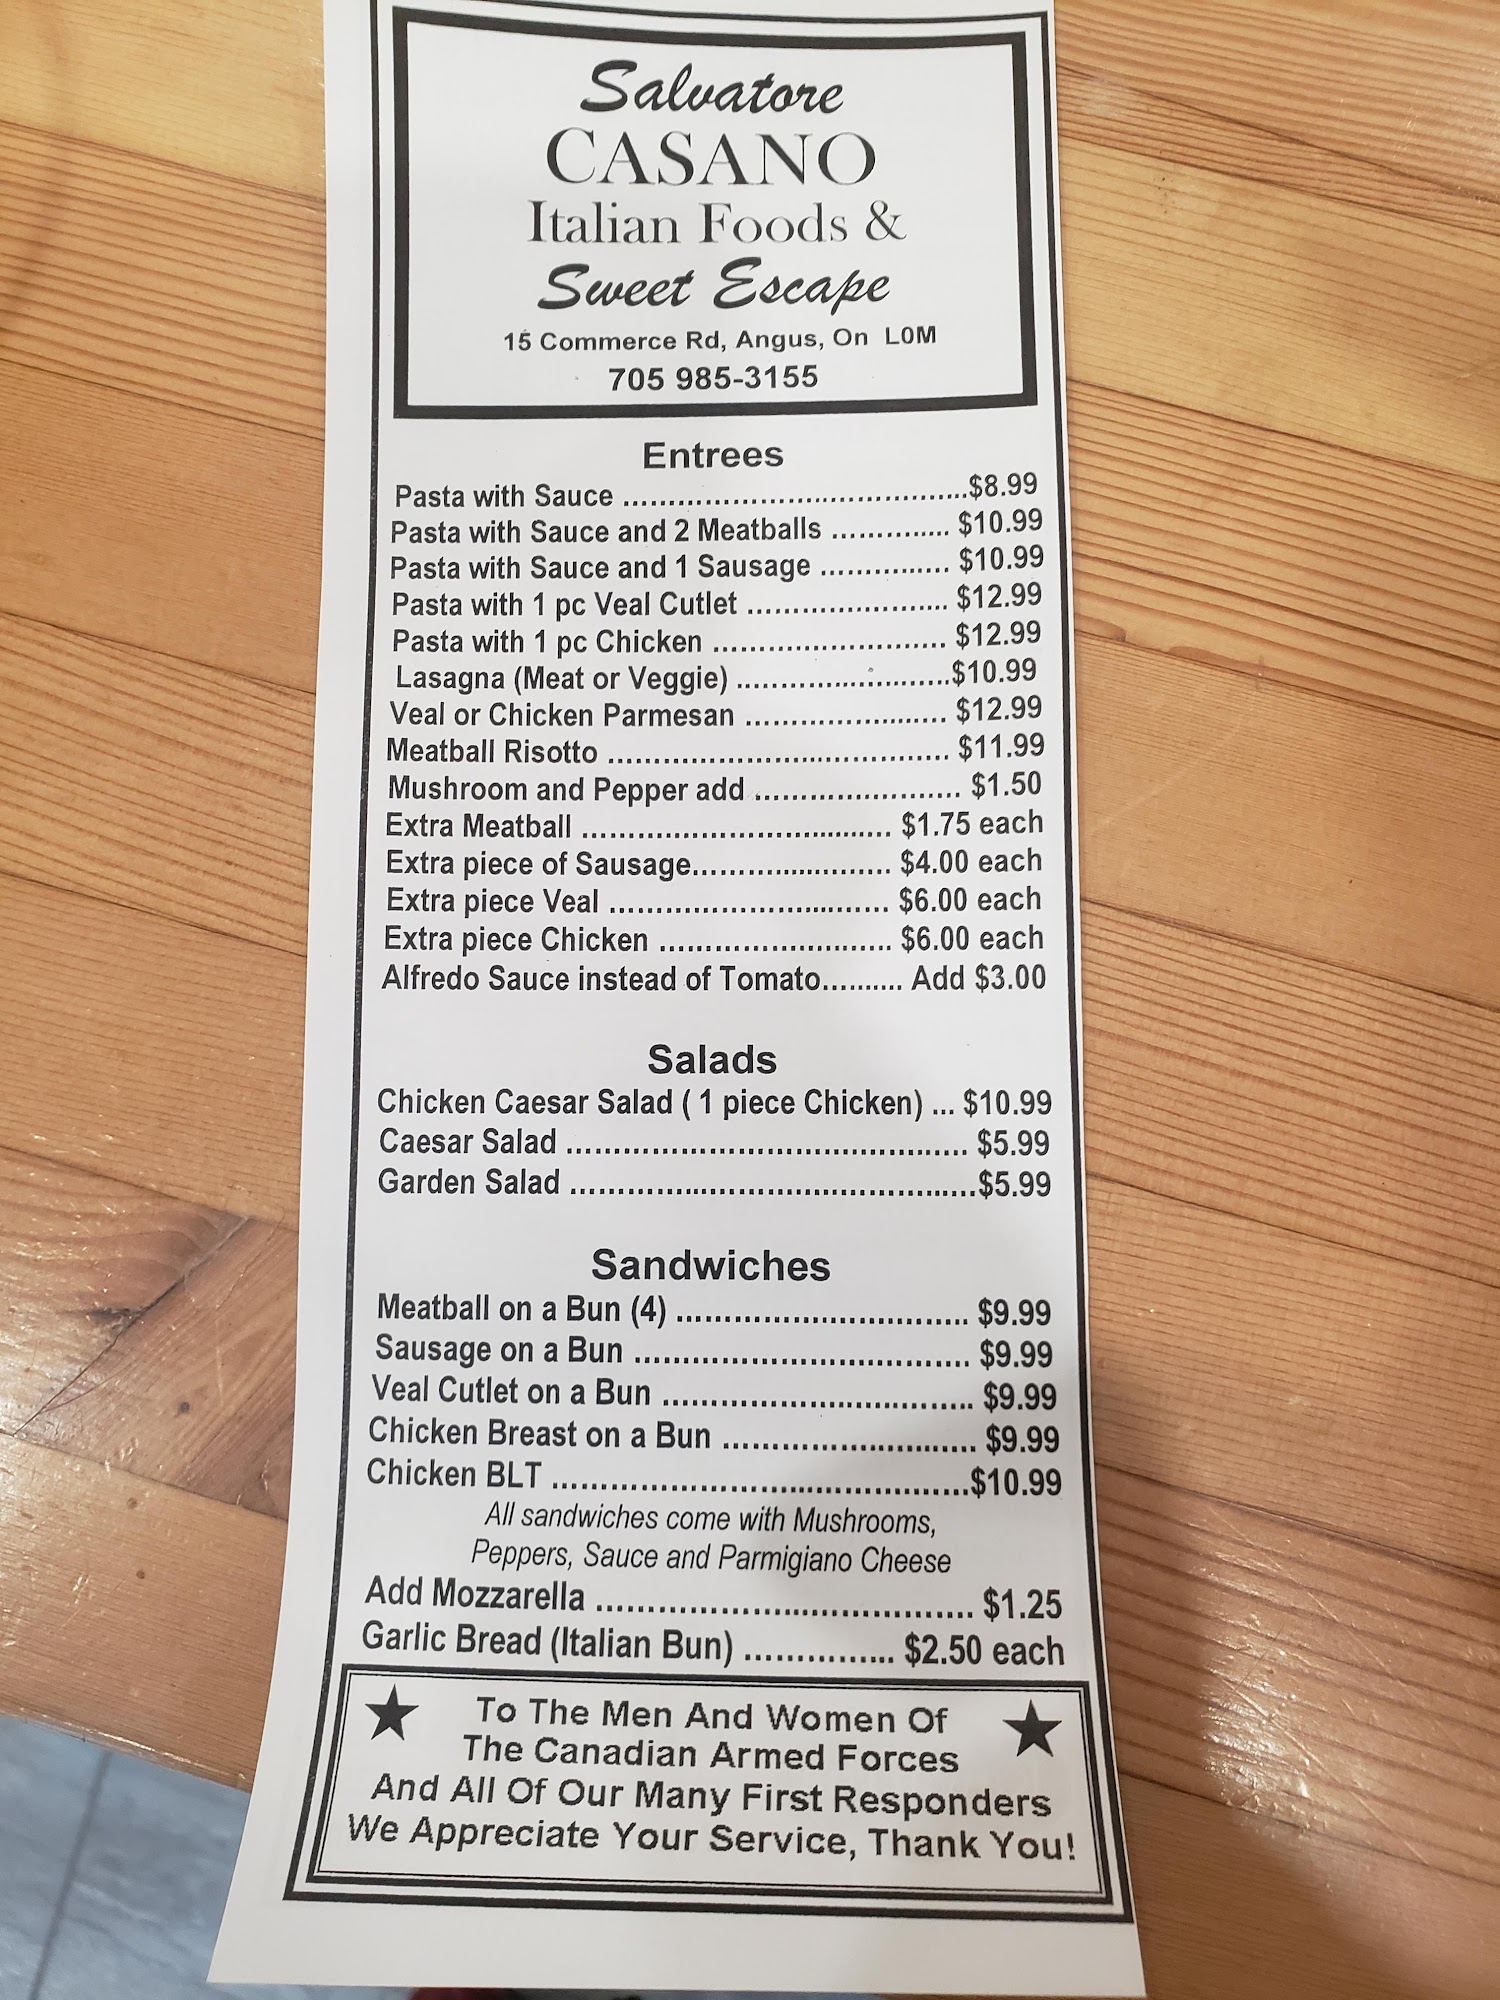 Salvatore
CASANO
Italian Foods &
Sweet Escape
15 Commerce Rd, Angus, On L0M
705 985-3155
Entrees
Pasta with Sauce ........................................$8.99
Pasta with Sauce and 2 Meatballs .............. $10.99
Pasta with Sauce and 1 Sausage ............... $10.99
Pasta with 1 pc Veal Cutlet ....................... $12.99
Pasta with 1 pc Chicken ........................... $12.99
Lasagna (Meat or Veggie) .........................$10.99
Veal or Chicken Parmesan ....................... $12.99
Meatball Risotto ....................................... $11.99
Mushroom and Pepper add ........................ $1.50
Extra Meatball ................................... $1.75 each
Extra piece of Sausage....................... $4.00 each
Extra piece Veal ................................ $6.00 each
Extra piece Chicken .......................... $6.00 each
Alfredo Sauce instead of Tomato.......... Add $3.00
Salads
Chicken Caesar Salad ( 1 piece Chicken) ... $10.99
Caesar Salad ............................................. $5.99
Garden Salad .............................................$5.99
Sandwiches
Meatball on a Bun (4) ................................ $9.99
Sausage on a Bun ..................................... $9.99
Veal Cutlet on a Bun .................................. $9.99
Chicken Breast on a Bun ............................ $9.99
Chicken BLT ..............................................$10.99
All sandwiches come with Mushrooms,
Peppers, Sauce and Parmigiano Cheese
Add Mozzarella ........................................ $1.25
Garlic Bread (Italian Bun) ................ $2.50 each
★ To The Men And Women Of ★
The Canadian Armed Forces
And All Of Our Many First Responders
We Appreciate Your Service, Thank You!